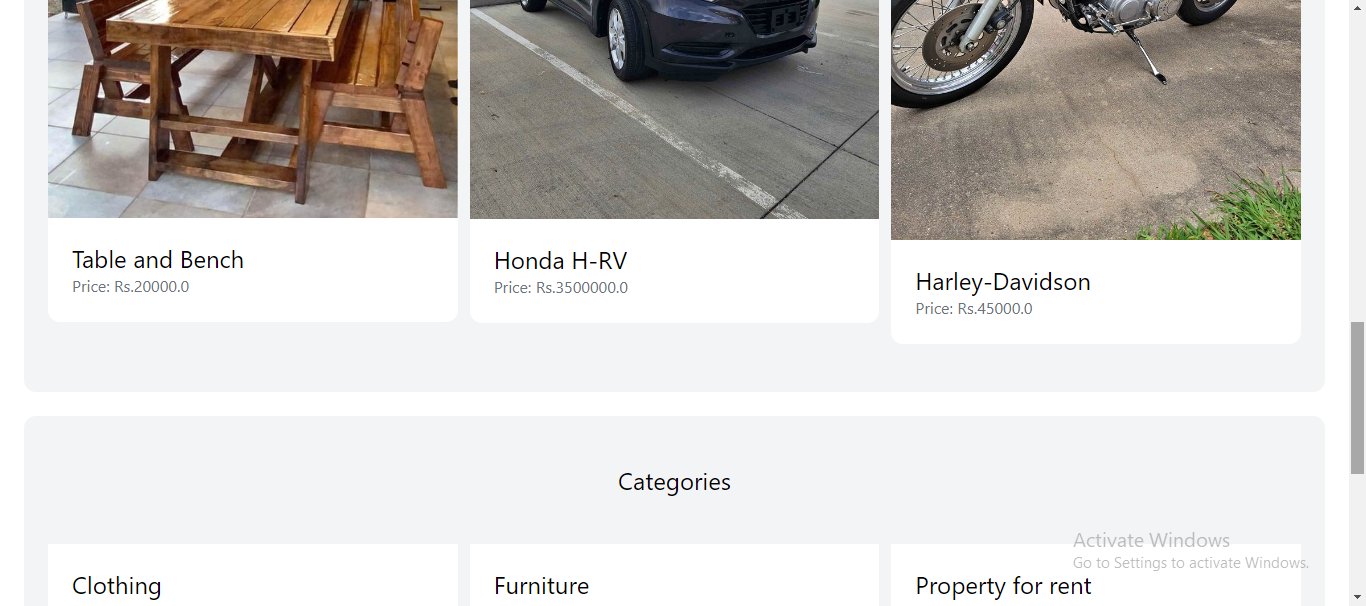 Table and Bench
Price: Rs.20000.0
Honda H-RV
Price: Rs.3500000.0
Harley-Davidson
Price: Rs.45000.0
Categories
Clothing
Furniture
Property for rent
Activate Windows
Go to Settings to activate Windows.